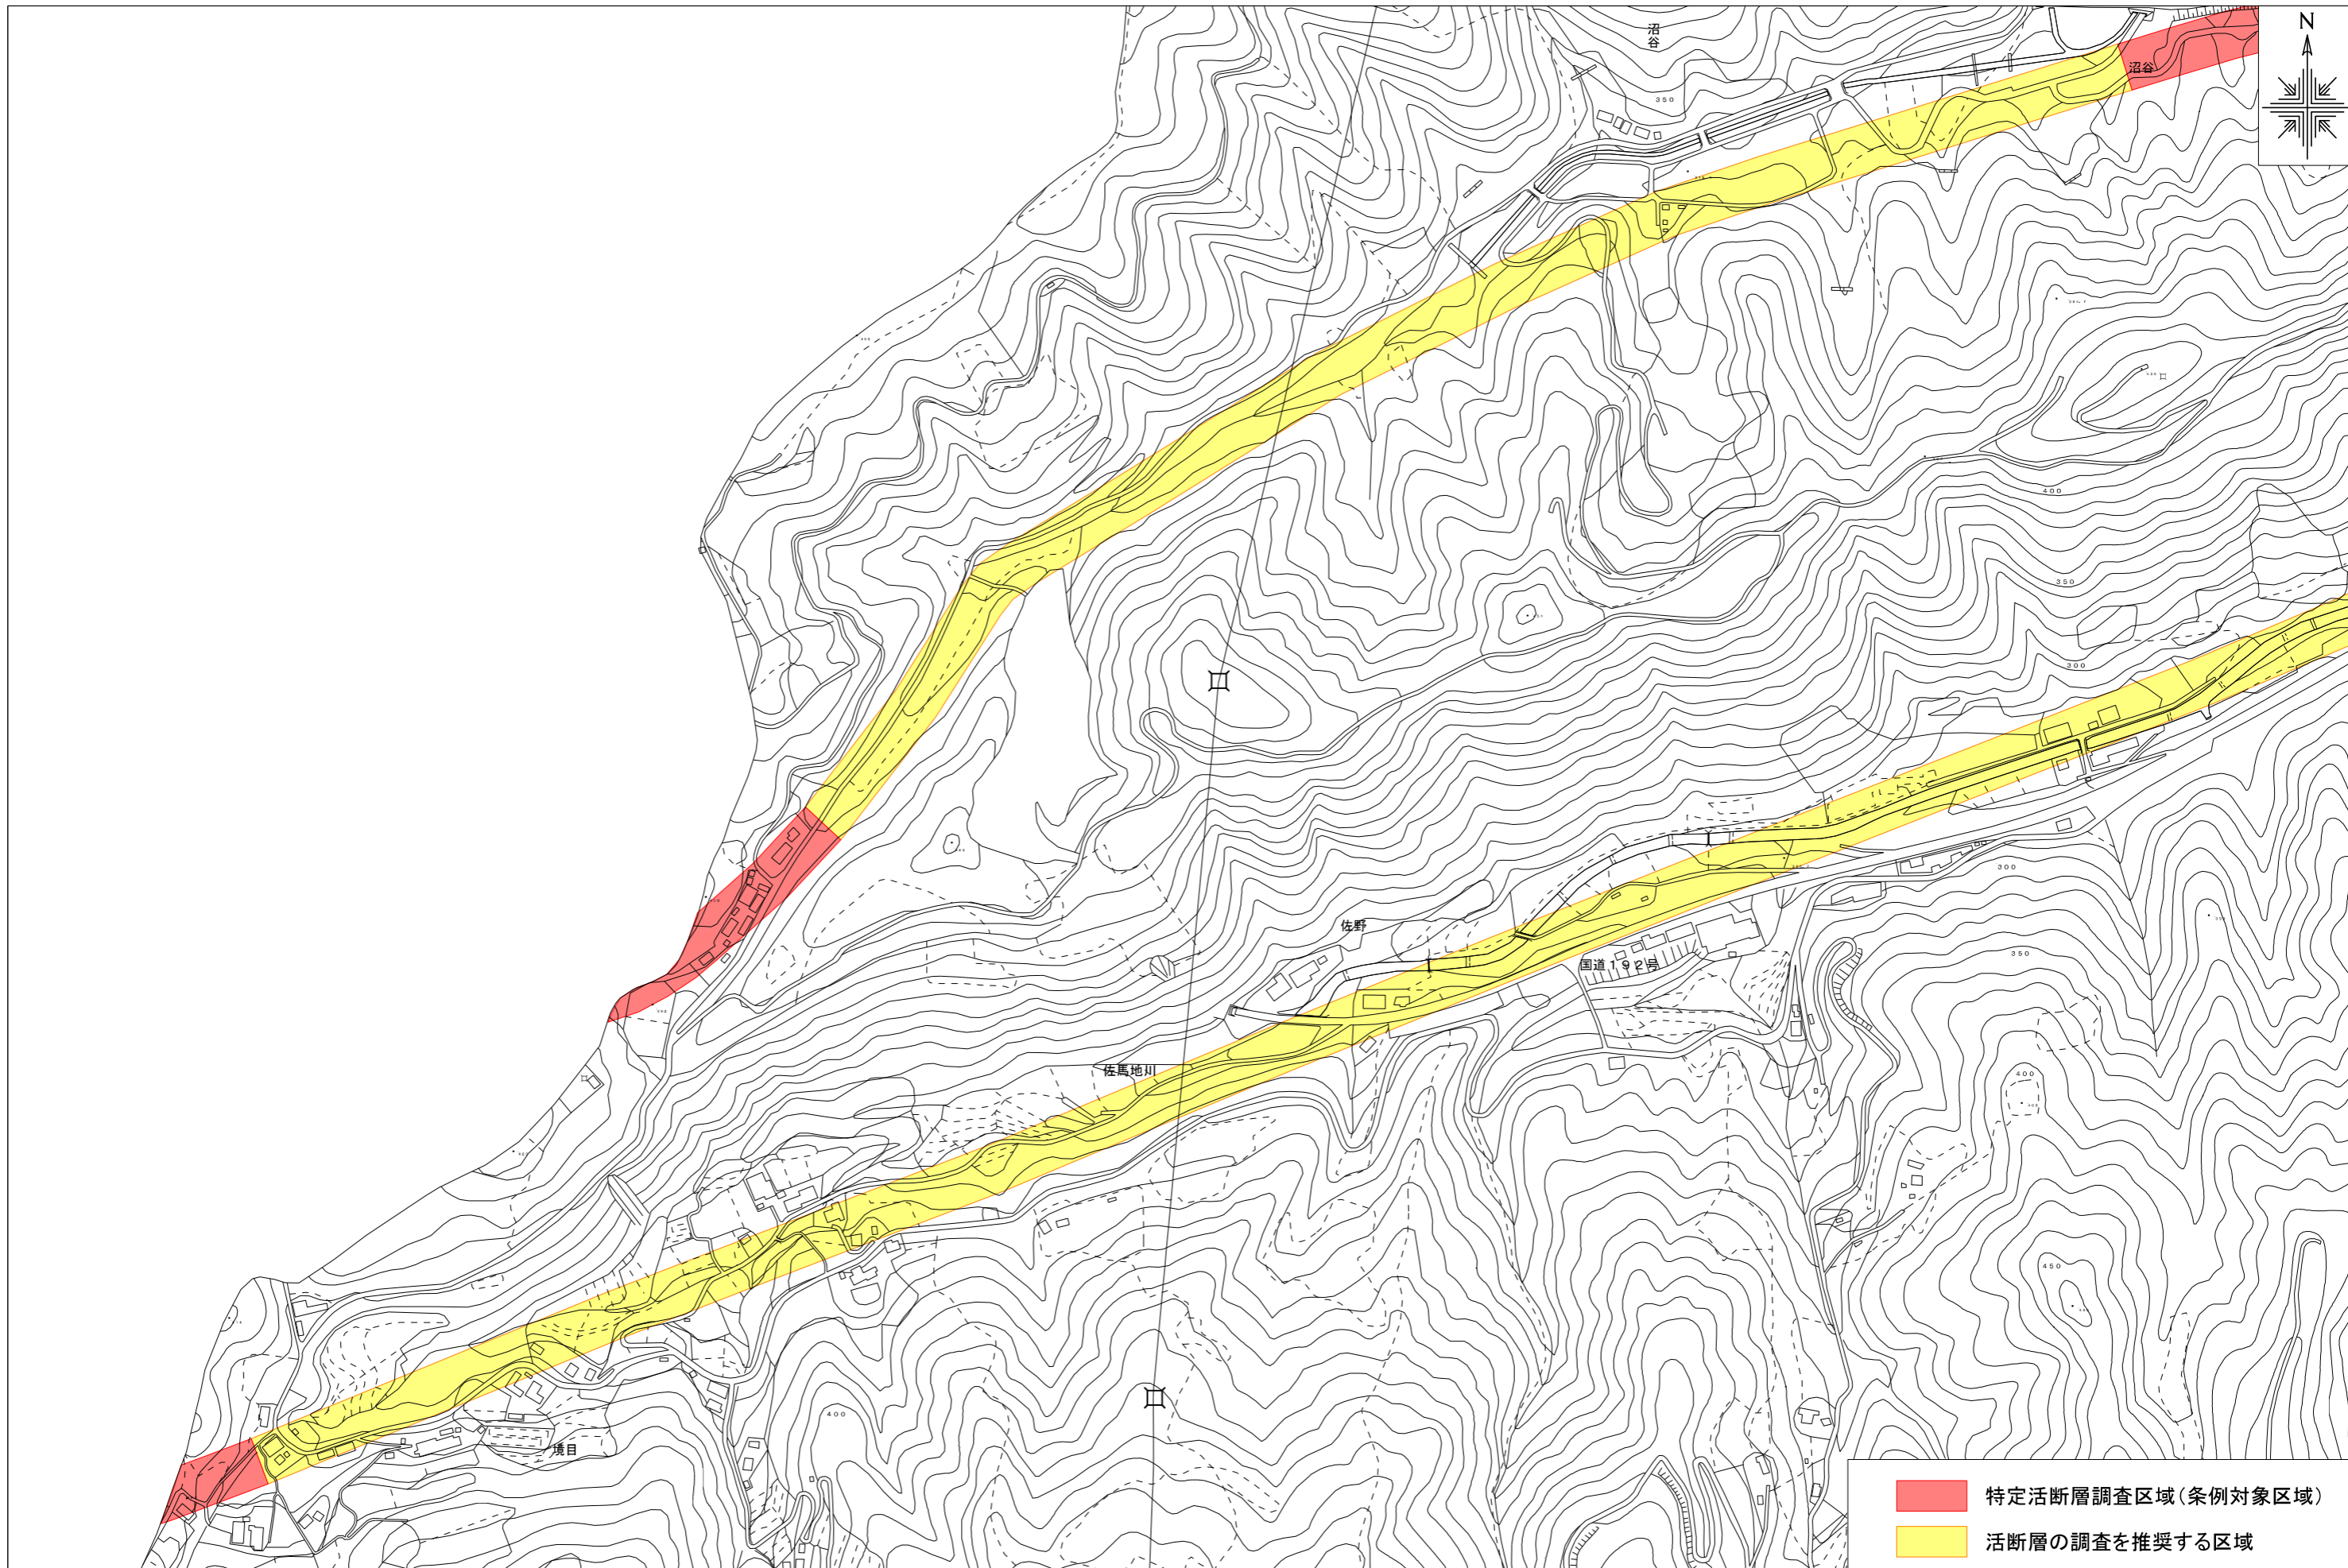 沼谷
N
沼谷
350
400
350
300
佐野
国道192号
300
350
佐馬地川
400
450
400
境目
特定活断層調査区域(条例対象区域)
活断層の調査を推奨する区域